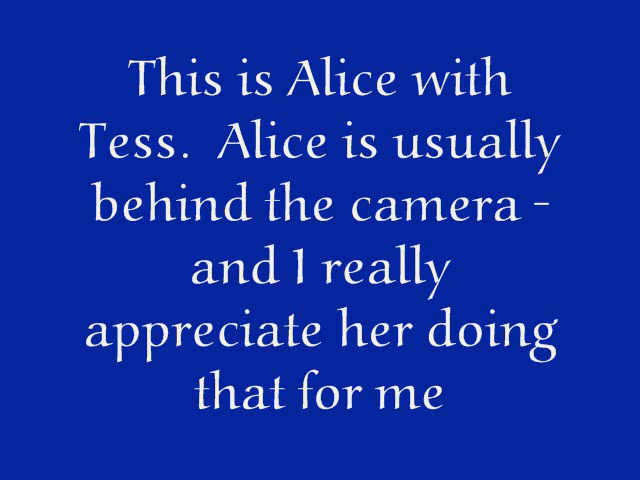 This is Alice with
Tess.  Alice is usually
behind the camera -
and I really
appreciate her doing
that for me